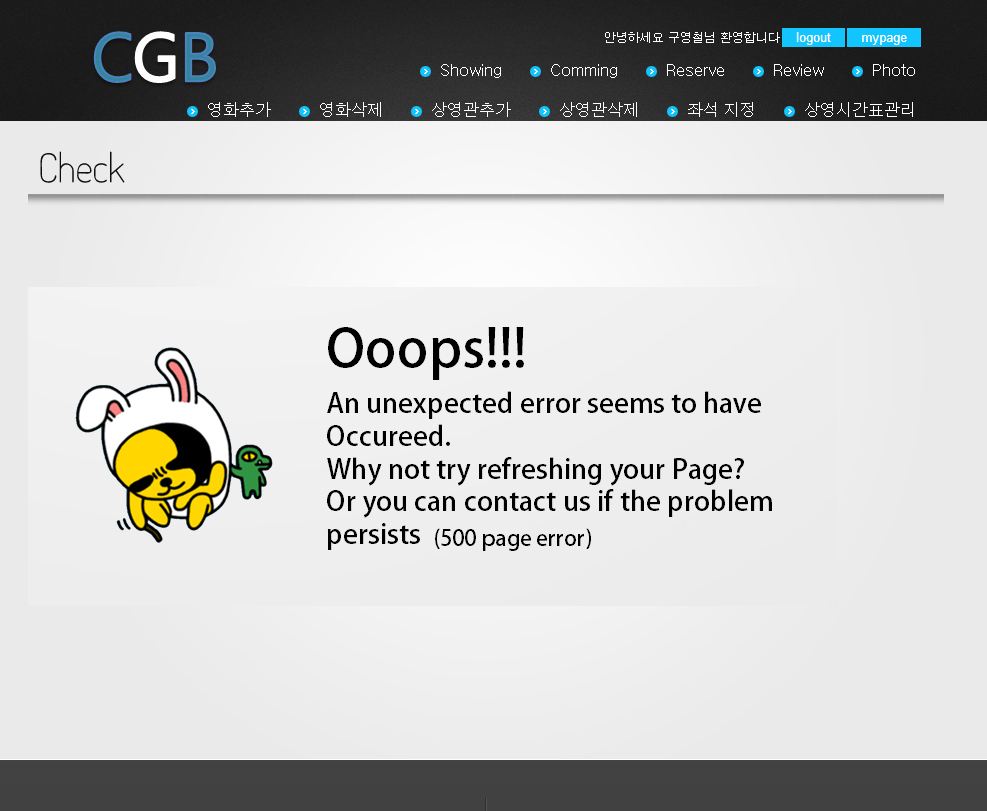 CGB
안녕하세요 구영철님 환영합니다 logout mypage
Showing Comming Reserve Review Photo
영화추가 영화삭제 상영관추가 상영관삭제 좌석 지정 상영시간표관리
Check
Ooops!!!
An unexpected error seems to have
Occureed.
Why not try refreshing your Page?
Or you can contact us if the problem
persists (500 page error)